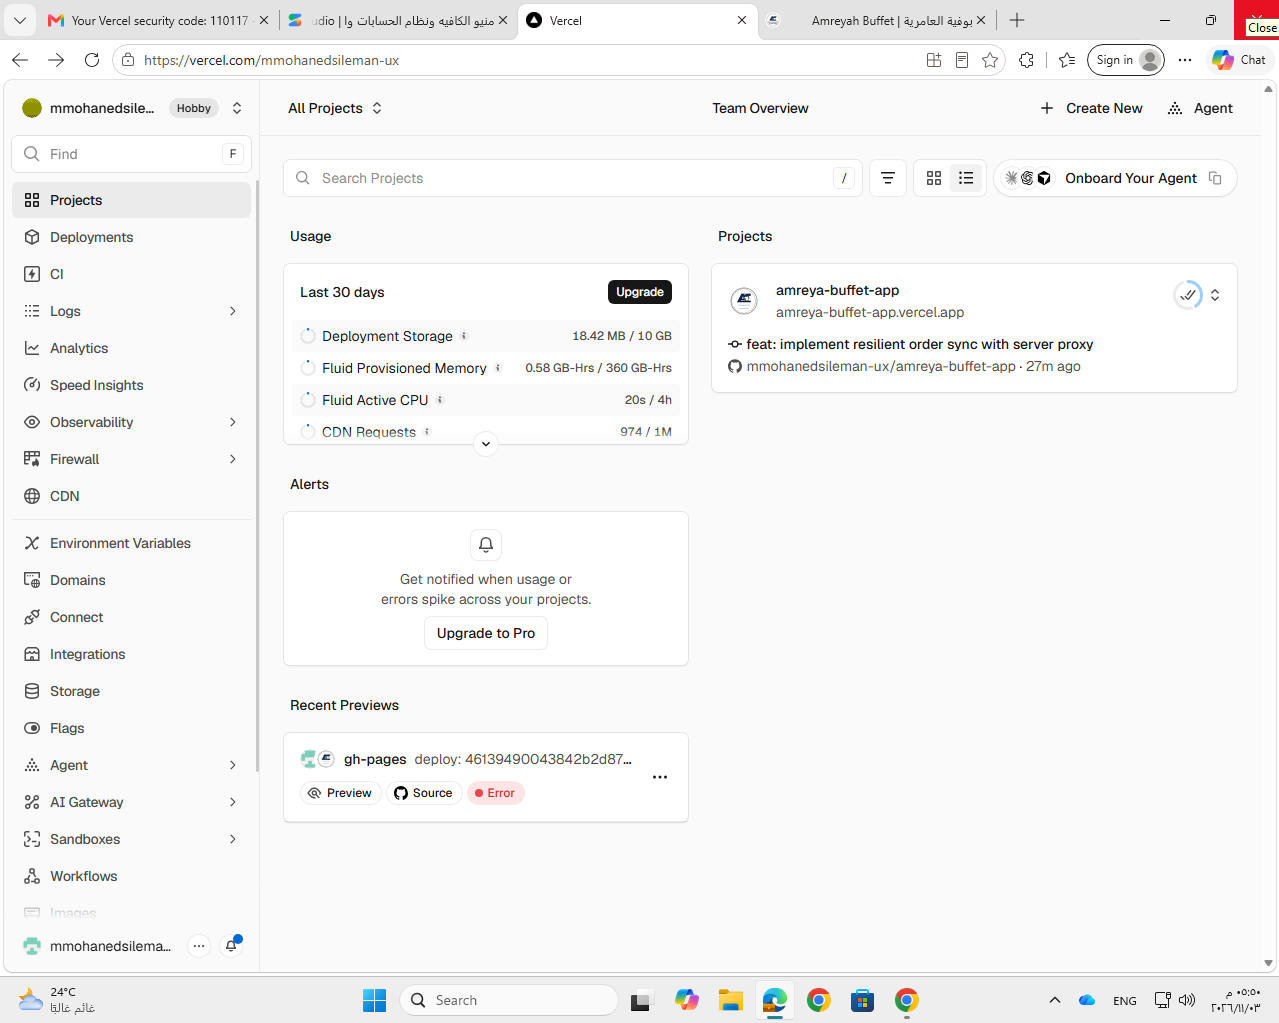 Your Vercel security code: 110117 -
منيو الكافيه ونظام الحسابات وا | udio
Vercel
Amreyah Buffet | بوفية العامرية
Close
https://vercel.com/mmohanedsileman-ux
Sign in
Chat
mmohanedsile...
Hobby
All Projects
Team Overview
Create New
Agent
Find
F
Search Projects
/
Onboard Your Agent
Projects
Deployments
CI
Logs
Analytics
Speed Insights
Observability
Firewall
CDN
Environment Variables
Domains
Connect
Integrations
Storage
Flags
Agent
AI Gateway
Sandboxes
Workflows
Images
mmohanedsilema...
Usage
Last 30 days
Upgrade
Deployment Storage
18.42 MB / 10 GB
Fluid Provisioned Memory
0.58 GB-Hrs / 360 GB-Hrs
Fluid Active CPU
20s / 4h
CDN Requests
974 / 1M
Alerts
Get notified when usage or
errors spike across your projects.
Upgrade to Pro
Recent Previews
gh-pages deploy: 46139490043842b2d87...
Preview
Source
Error
Projects
amreya-buffet-app
amreya-buffet-app.vercel.app
feat: implement resilient order sync with server proxy
mmohanedsileman-ux/amreya-buffet-app · 27m ago
24°C
غائم غالبًا
Search
ENG
٠٥:٥٠ م
٢٠٢٦/١١/٠٣